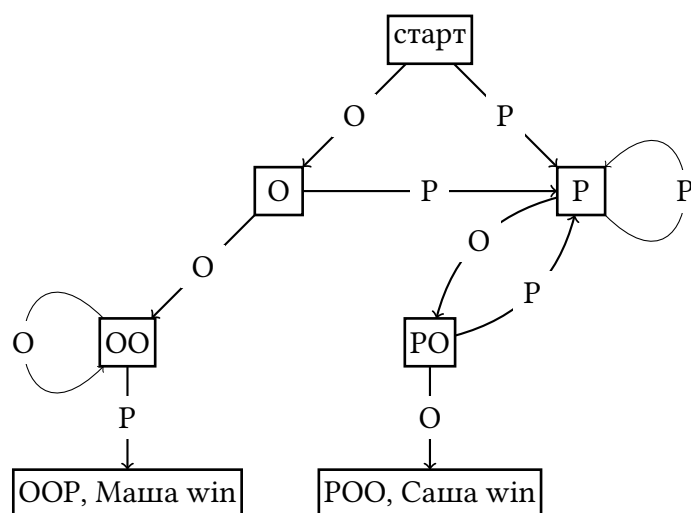 старт
О
Р
О
Р
Р
Р
О
О
Р
О
ОО
РО
Р
О
ООР, Маша win
РОО, Саша win